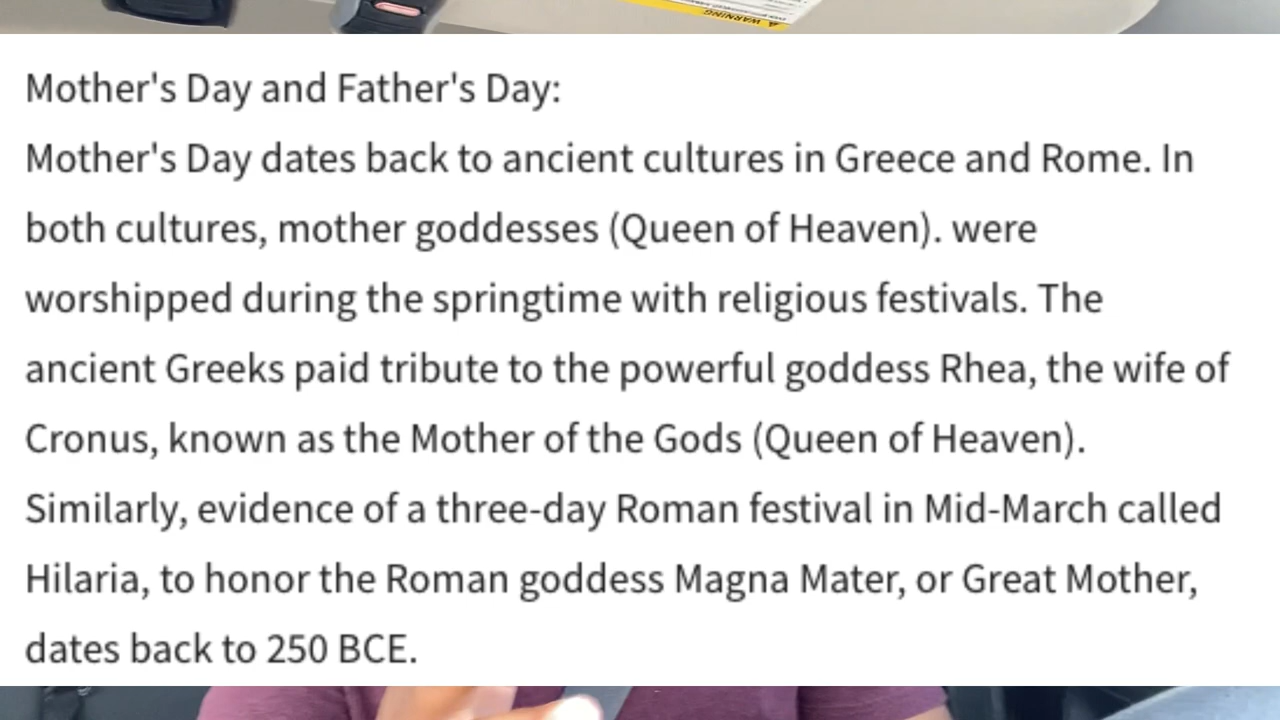 WARNING
Mother's Day and Father's Day:
Mother's Day dates back to ancient cultures in Greece and Rome. In
both cultures, mother goddesses (Queen of Heaven). were
worshipped during the springtime with religious festivals. The
ancient Greeks paid tribute to the powerful goddess Rhea, the wife of
Cronus, known as the Mother of the Gods (Queen of Heaven).
Similarly, evidence of a three-day Roman festival in Mid-March called
Hilaria, to honor the Roman goddess Magna Mater, or Great Mother,
dates back to 250 BCE.